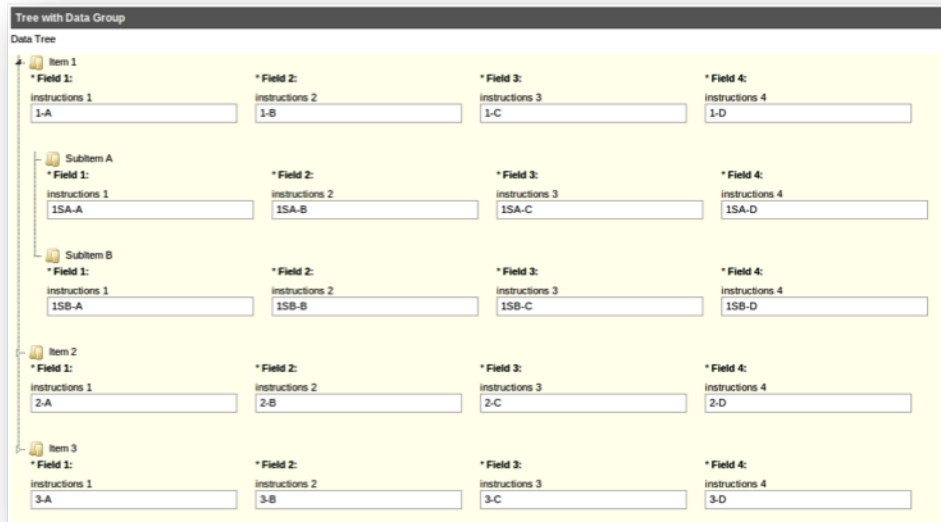 Tree with Data Group
Data Tree
Item 1
* Field 1: * Field 2: * Field 3: * Field 4:
instructions 1 instructions 2 instructions 3 instructions 4
1-A 1-B 1-C 1-D
SubItem A
* Field 1: * Field 2: * Field 3: * Field 4:
instructions 1 instructions 2 instructions 3 instructions 4
1SA-A 1SA-B 1SA-C 1SA-D
SubItem B
* Field 1: * Field 2: * Field 3: * Field 4:
instructions 1 instructions 2 instructions 3 instructions 4
1SB-A 1SB-B 1SB-C 1SB-D
Item 2
* Field 1: * Field 2: * Field 3: * Field 4:
instructions 1 instructions 2 instructions 3 instructions 4
2-A 2-B 2-C 2-D
Item 3
* Field 1: * Field 2: * Field 3: * Field 4:
instructions 1 instructions 2 instructions 3 instructions 4
3-A 3-B 3-C 3-D